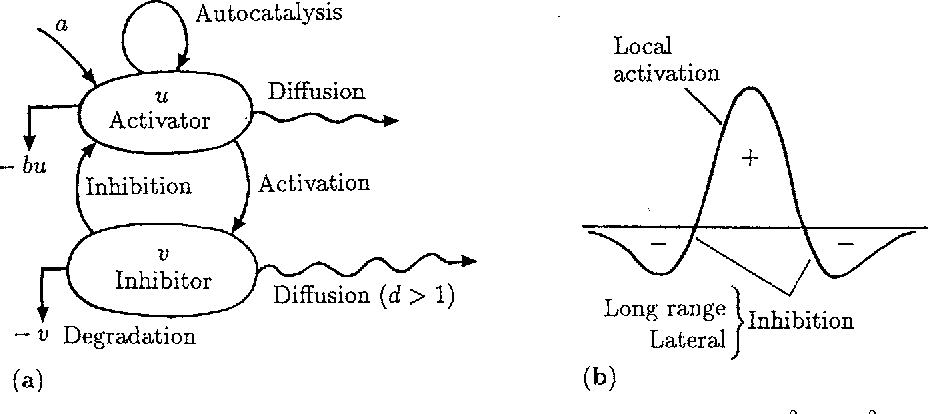 a
Autocatalysis
u
Activator
Diffusion
− bu
Inhibition
Activation
v
Inhibitor
Diffusion (d > 1)
− v
Degradation
(a)
Local
activation
+
−
−
Long range
Lateral
Inhibition
(b)